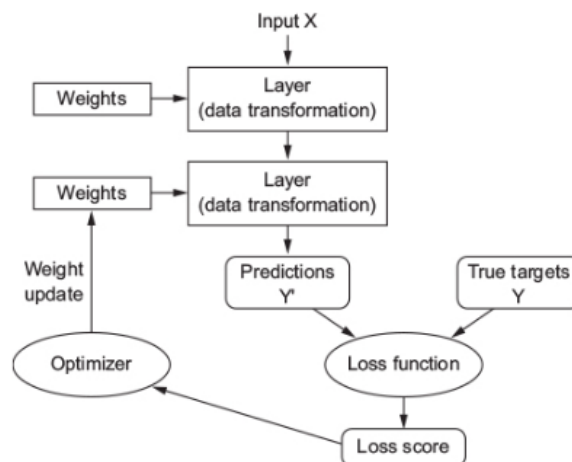 Input X
Weights
Layer
(data transformation)
Weights
Layer
(data transformation)
Weight
update
Predictions
Y'
True targets
Y
Optimizer
Loss function
Loss score